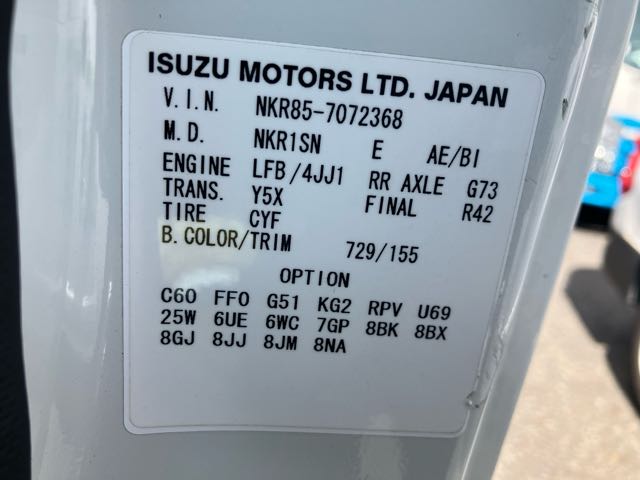 ISUZU MOTORS LTD. JAPAN
V.I.N. NKR85-7072368
M.D. NKR1SN E AE/BI
ENGINE LFB/4JJ1 RR AXLE G73
TRANS. Y5X FINAL R42
TIRE CYF
B.COLOR/TRIM 729/155
OPTION
C60 FF0 G51 KG2 RPV U69
25W 6UE 6WC 7GP 8BK 8BX
8GJ 8JJ 8JM 8NA